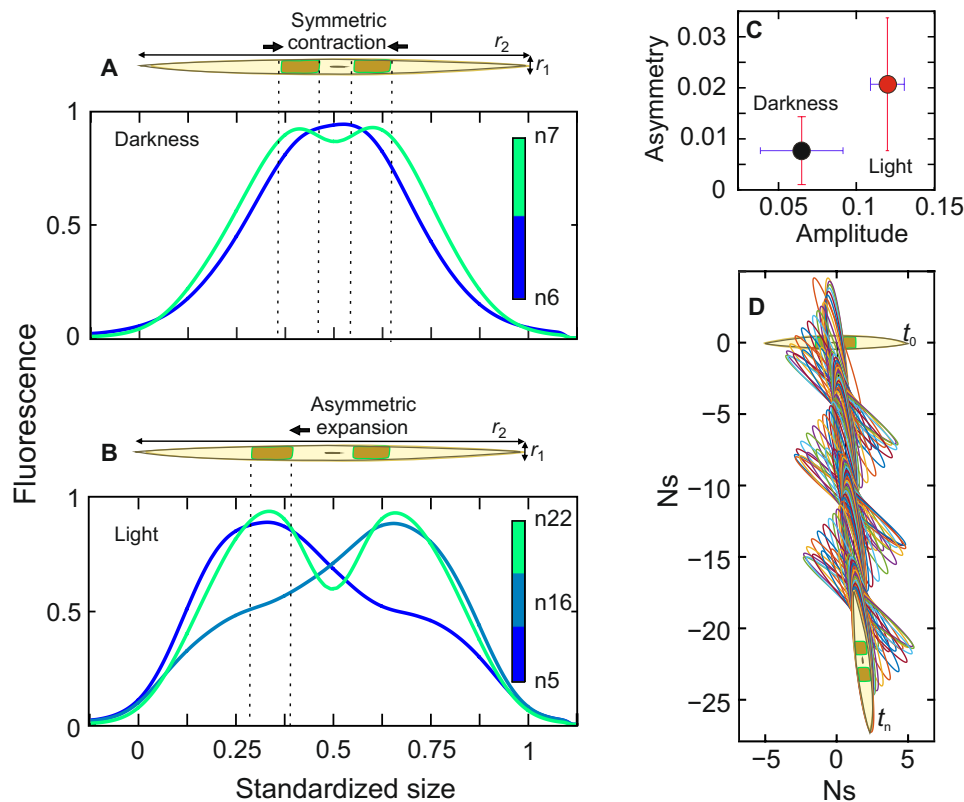 Symmetric
contraction
r2
A
r1
1
Darkness
n7
0.5
n6
0
Asymmetric
expansion
r2
B
r1
1
Light
n22
0.5
n16
n5
0
0 0.25 0.5 0.75 1
Standardized size
Fluorescence
C
0.03
0.02
0.01
0
Darkness
Light
0.05 0.10 0.15
Amplitude
Asymmetry
D
t0
0
−5
−10
−15
−20
−25
tn
−5 0 5
Ns
Ns